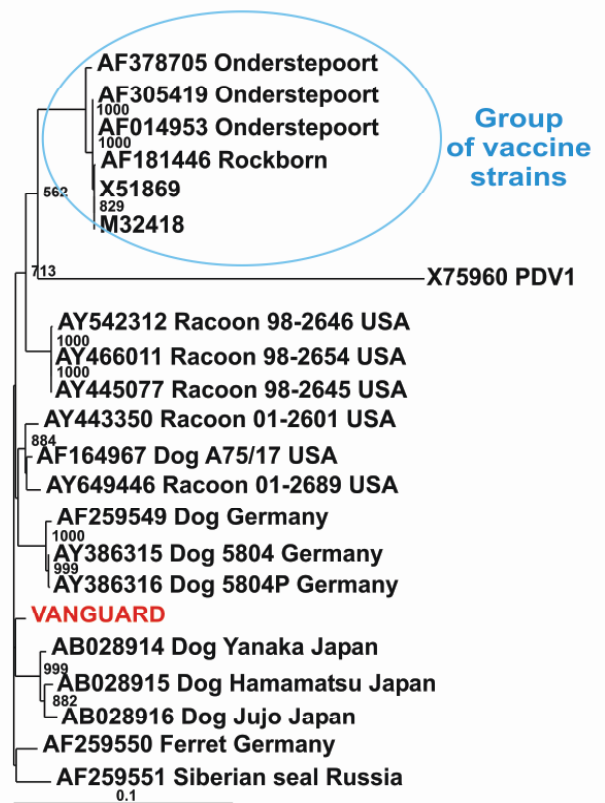 AF378705 Onderstepoort
AF305419 Onderstepoort
1000
AF014953 Onderstepoort
1000
AF181446 Rockborn
X51869
829
M32418
Group
of vaccine
strains
562
713
X75960 PDV1
AY542312 Racoon 98-2646 USA
1000
AY466011 Racoon 98-2654 USA
1000
AY445077 Racoon 98-2645 USA
AY443350 Racoon 01-2601 USA
884
AF164967 Dog A75/17 USA
AY649446 Racoon 01-2689 USA
AF259549 Dog Germany
1000
AY386315 Dog 5804 Germany
999
AY386316 Dog 5804P Germany
VANGUARD
AB028914 Dog Yanaka Japan
999
AB028915 Dog Hamamatsu Japan
882
AB028916 Dog Jujo Japan
AF259550 Ferret Germany
AF259551 Siberian seal Russia
0.1